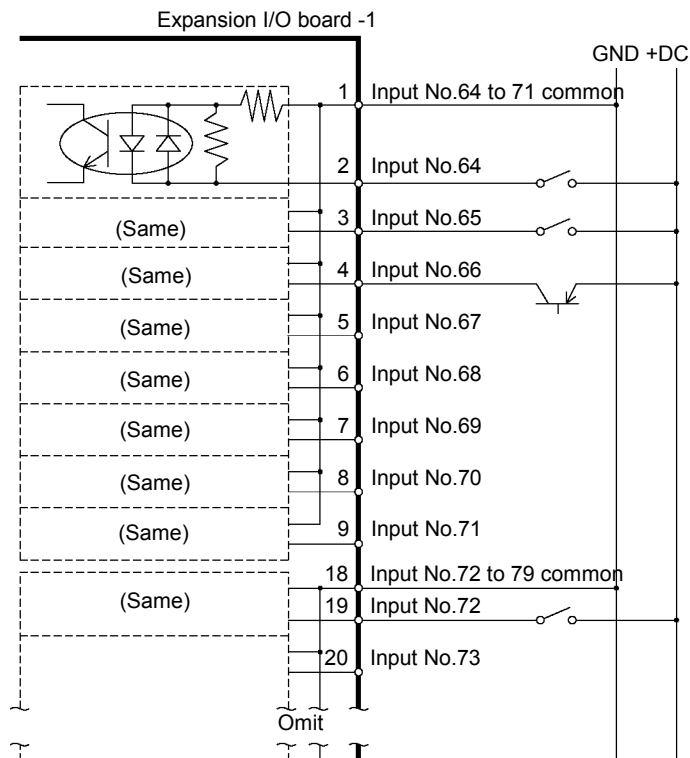 Expansion I/O board -1
GND +DC
1 Input No.64 to 71 common
2 Input No.64
(Same) 3 Input No.65
(Same) 4 Input No.66
(Same) 5 Input No.67
(Same) 6 Input No.68
(Same) 7 Input No.69
(Same) 8 Input No.70
(Same) 9 Input No.71
18 Input No.72 to 79 common
(Same) 19 Input No.72
20 Input No.73
Omit